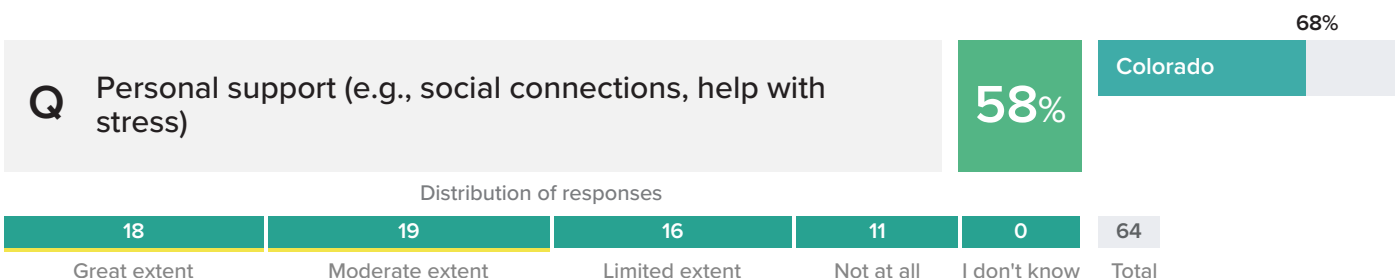 68%
Q Personal support (e.g., social connections, help with
stress)
58%
Colorado
Distribution of responses
18 19 16 11 0 64
Great extent Moderate extent Limited extent Not at all I don't know Total